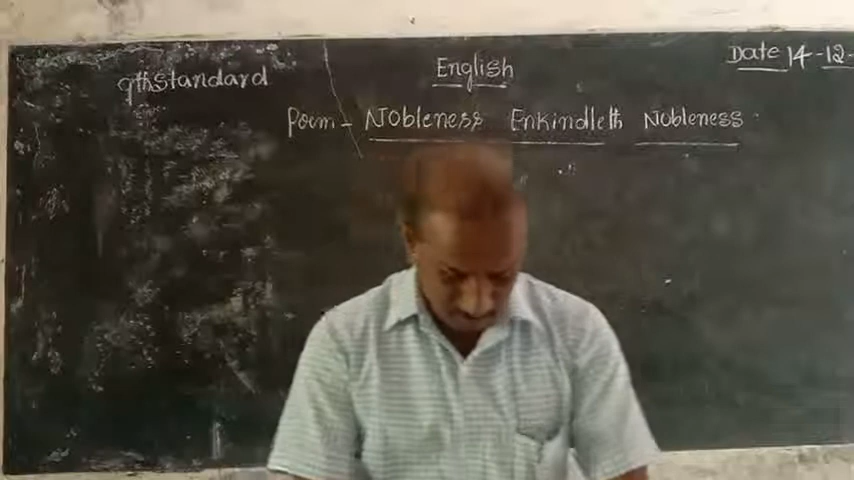 9thstandard
English
Date 14-12-
Poem - Nobleness Enkindleth Nobleness